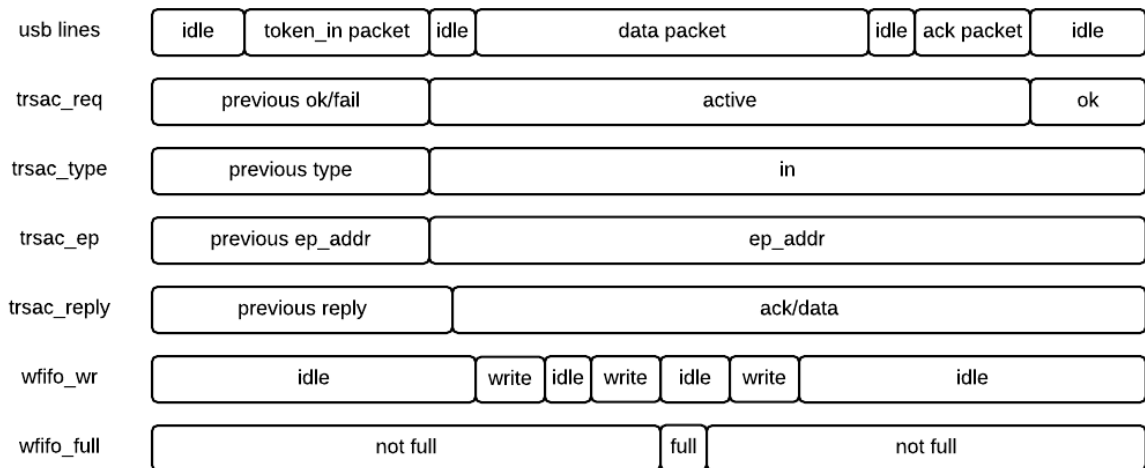 usb lines idle token_in packet idle data packet idle ack packet idle
trsac_req previous ok/fail active ok
trsac_type previous type in
trsac_ep previous ep_addr ep_addr
trsac_reply previous reply ack/data
wfifo_wr idle write idle write idle write idle
wfifo_full not full full not full